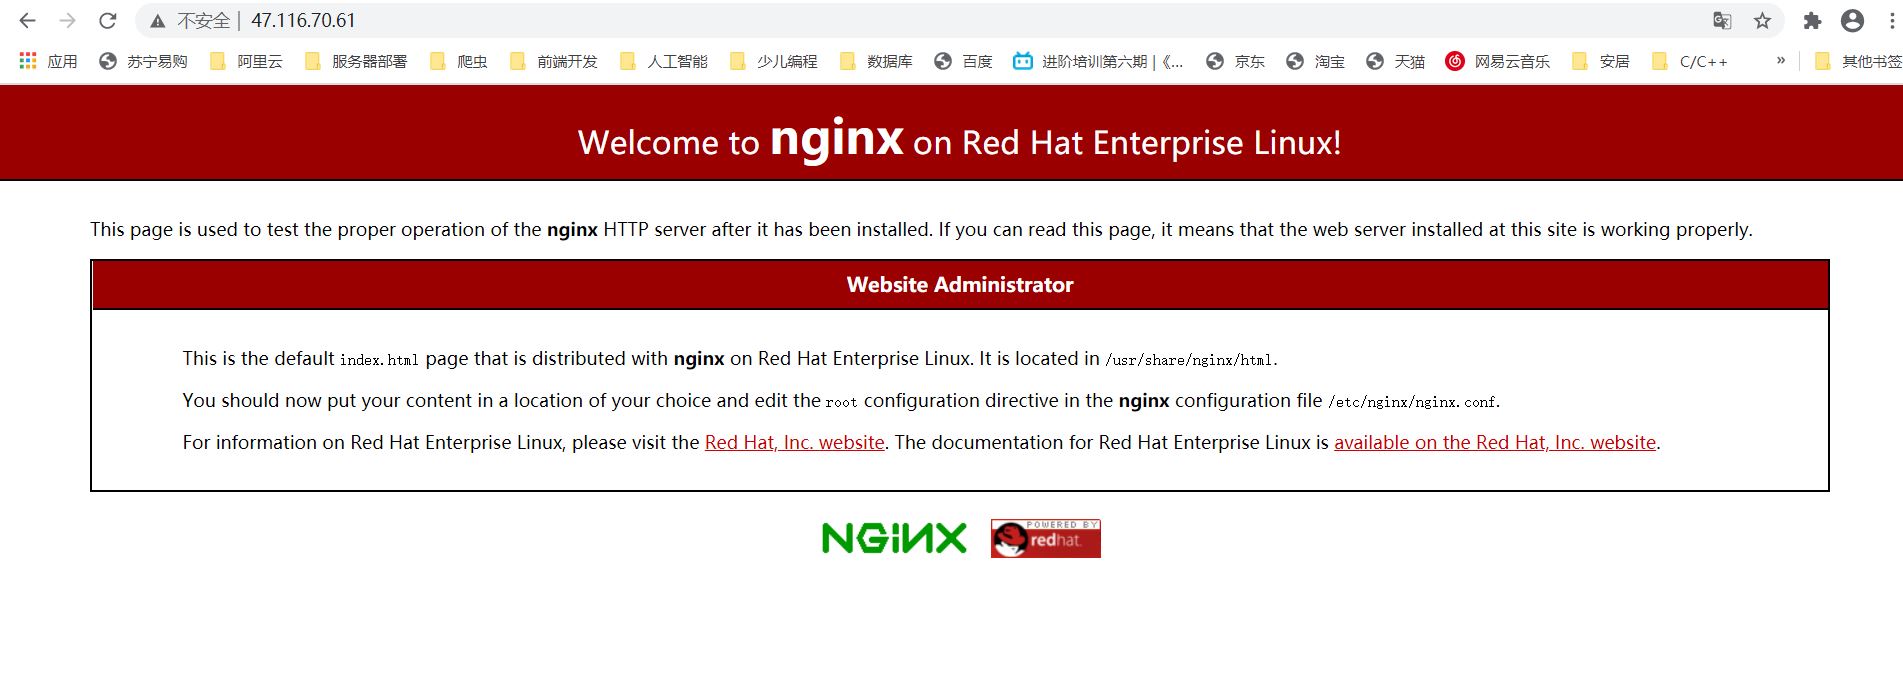 不安全 | 47.116.70.61
应用 苏宁易购 阿里云 服务器部署 爬虫 前端开发 人工智能 少儿编程 数据库 百度 进阶培训第六期 |《... 京东 淘宝 天猫 网易云音乐 安居 C/C++ » 其他书签
Welcome to nginx on Red Hat Enterprise Linux!
This page is used to test the proper operation of the nginx HTTP server after it has been installed. If you can read this page, it means that the web server installed at this site is working properly.
Website Administrator
This is the default index.html page that is distributed with nginx on Red Hat Enterprise Linux. It is located in /usr/share/nginx/html.
You should now put your content in a location of your choice and edit the root configuration directive in the nginx configuration file /etc/nginx/nginx.conf.
For information on Red Hat Enterprise Linux, please visit the Red Hat, Inc. website. The documentation for Red Hat Enterprise Linux is available on the Red Hat, Inc. website.
NGINX POWERED BY redhat.